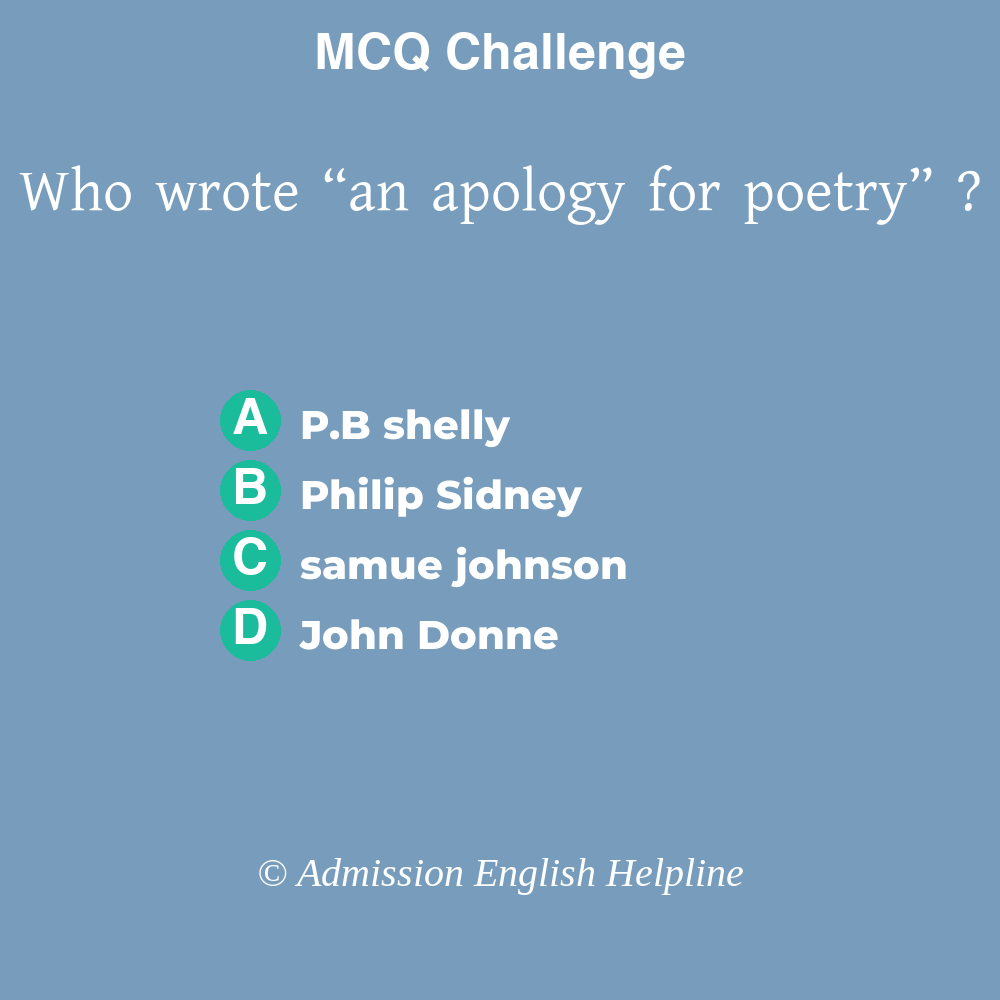 MCQ Challenge
Who wrote “an apology for poetry” ?
A P.B shelly
B Philip Sidney
C samue johnson
D John Donne
© Admission English Helpline